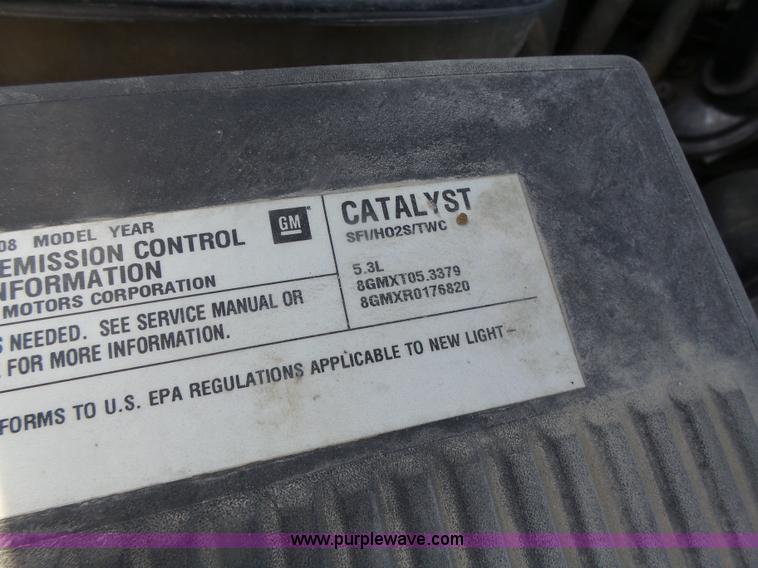 08 MODEL YEAR
EMISSION CONTROL
NFORMATION
MOTORS CORPORATION
GM
CATALYST
SFI/HO2S/TWC
5.3L
8GMXT05.3379
8GMXR0176820
S NEEDED. SEE SERVICE MANUAL OR
FOR MORE INFORMATION.
FORMS TO U.S. EPA REGULATIONS APPLICABLE TO NEW LIGHT-
www.purplewave.com